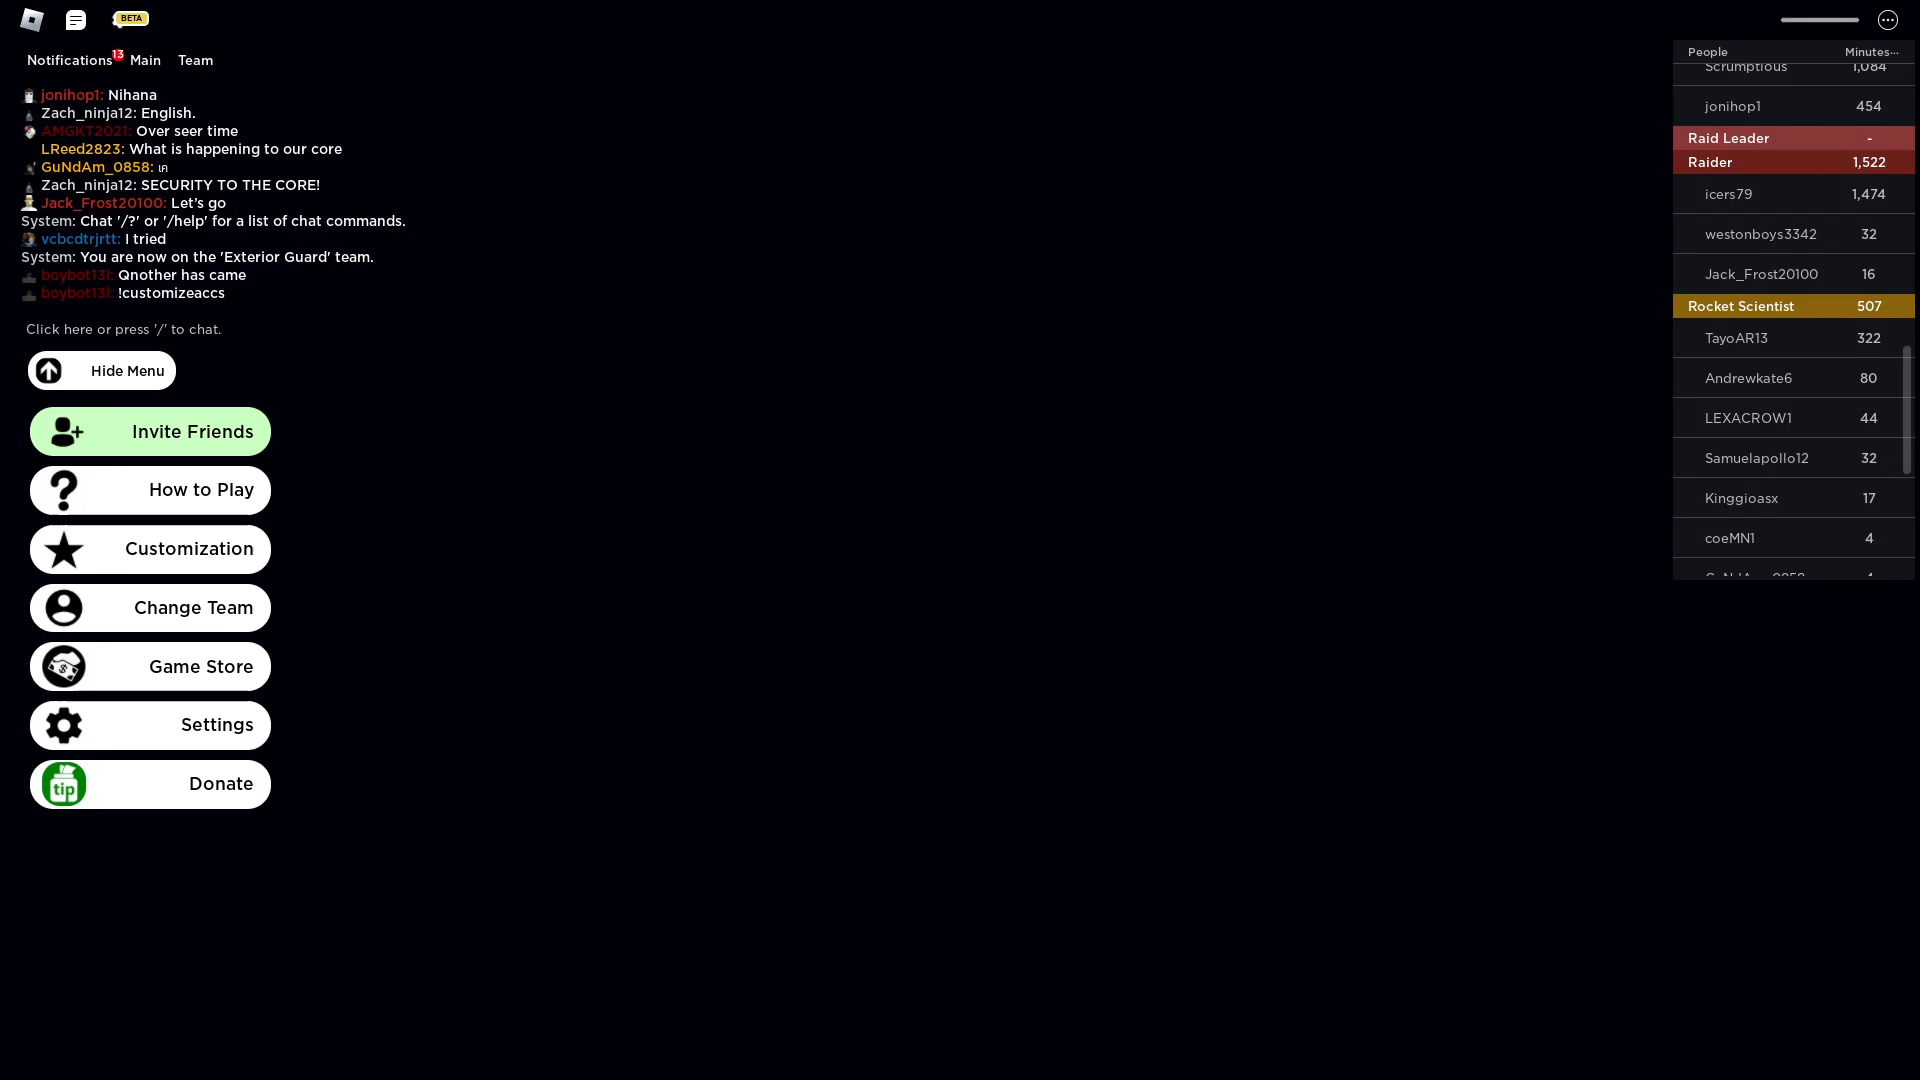 BETA
Notifications 13 Main Team
jonihop1: Nihana
Zach_ninja12: English.
AMGKT2021: Over seer time
LReed2823: What is happening to our core
GuNdAm_0858: เค
Zach_ninja12: SECURITY TO THE CORE!
Jack_Frost20100: Let's go
System: Chat '/?' or '/help' for a list of chat commands.
vcbcdtrjrtt: I tried
System: You are now on the 'Exterior Guard' team.
boybot13l: Qnother has came
boybot13l: !customizeaccs
Click here or press '/' to chat.
Hide Menu
Invite Friends
How to Play
Customization
Change Team
Game Store
Settings
tip Donate
People Minutes...
Scrumptious 1,084
jonihop1 454
Raid Leader -
Raider 1,522
icers79 1,474
westonboys3342 32
Jack_Frost20100 16
Rocket Scientist 507
TayoAR13 322
Andrewkate6 80
LEXACROW1 44
Samuelapollo12 32
Kinggioasx 17
coeMN1 4
GuNdAm_0858 4